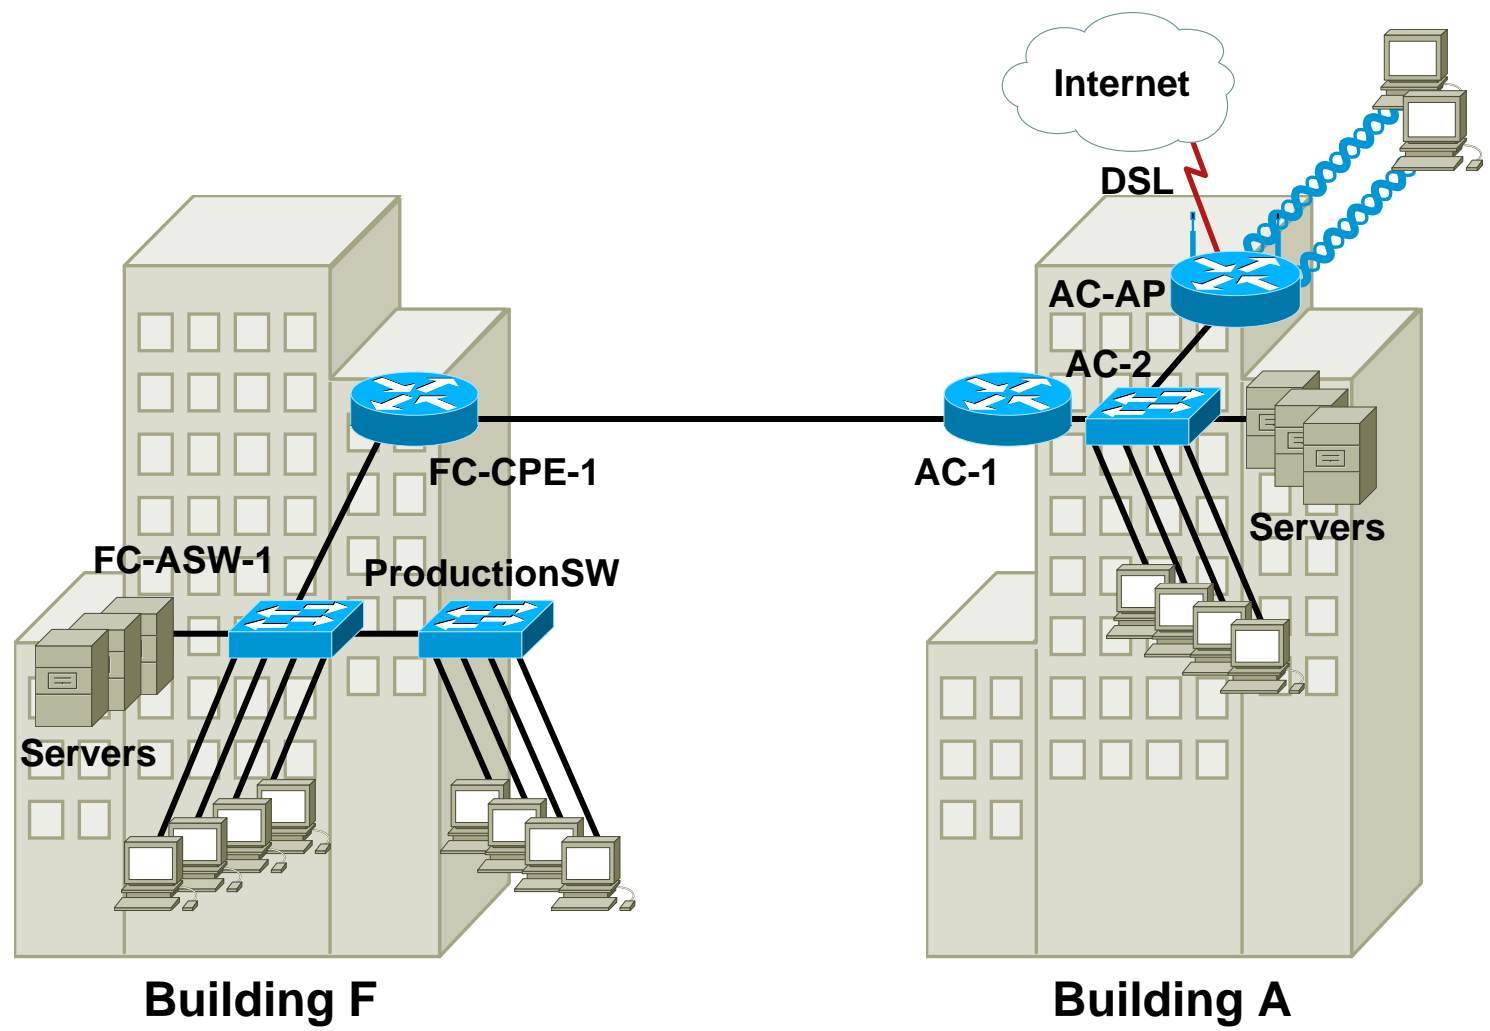 Internet
DSL
AC-AP
AC-2
FC-CPE-1
AC-1
Servers
FC-ASW-1
ProductionSW
Servers
Building F
Building A